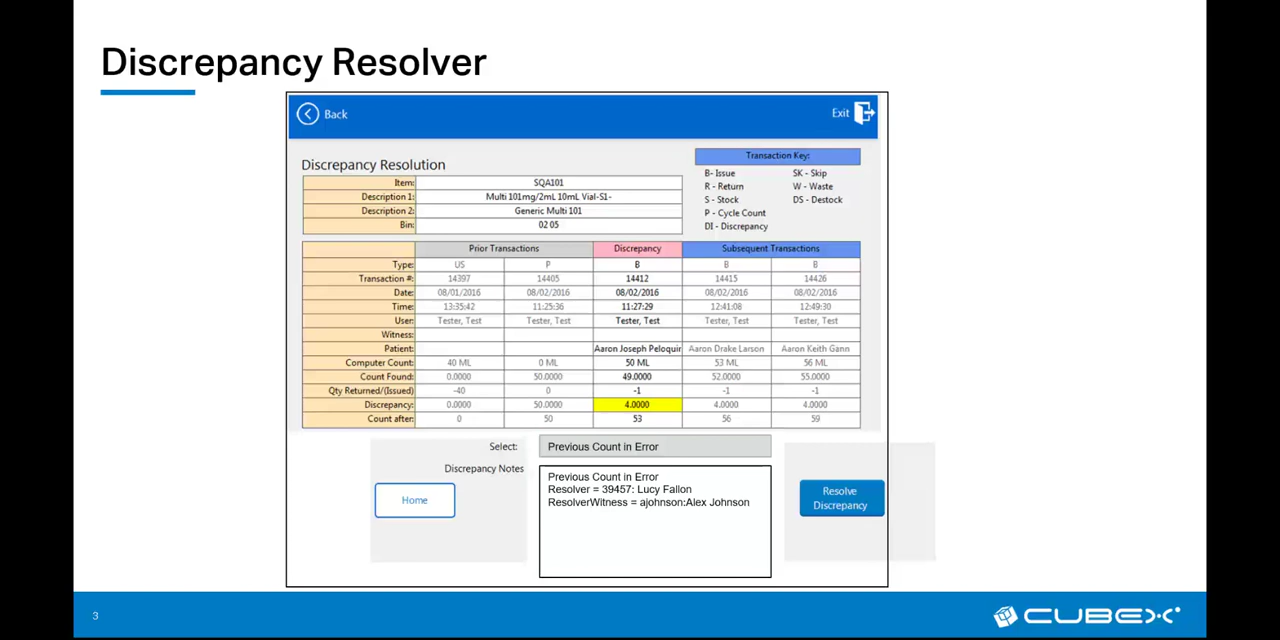 Discrepancy Resolver
Back
Exit
Discrepancy Resolution
Transaction Key:
Item: SQA101
Description 1: Multi 101mg/2mL 10mL Vial-S1-
Description 2: Generic Multi 101
Bin: 02 05
B- Issue SK - Skip
R - Return W - Waste
S - Stock DS - Destock
P - Cycle Count
DI - Discrepancy
Prior Transactions Discrepancy Subsequent Transactions
Type: US P B B B
Transaction #: 14397 14405 14412 14415 14426
Date: 08/01/2016 08/02/2016 08/02/2016 08/02/2016 08/02/2016
Time: 13:35:42 11:25:36 11:27:29 12:41:08 12:49:30
User: Tester, Test Tester, Test Tester, Test Tester, Test Tester, Test
Witness:
Patient: Aaron Joseph Peloquir Aaron Drake Larson Aaron Keith Gann
Computer Count: 40 ML 0 ML 50 ML 53 ML 56 ML
Count Found: 0.0000 50.0000 49.0000 52.0000 55.0000
Qty Returned/(Issued) -40 0 -1 -1 -1
Discrepancy: 0.0000 50.0000 4.0000 4.0000 4.0000
Count after: 0 50 53 56 59
Select: Previous Count in Error
Discrepancy Notes
Previous Count in Error
Resolver = 39457: Lucy Fallon
ResolverWitness = ajohnson:Alex Johnson
Home
Resolve
Discrepancy
3
CUBEX